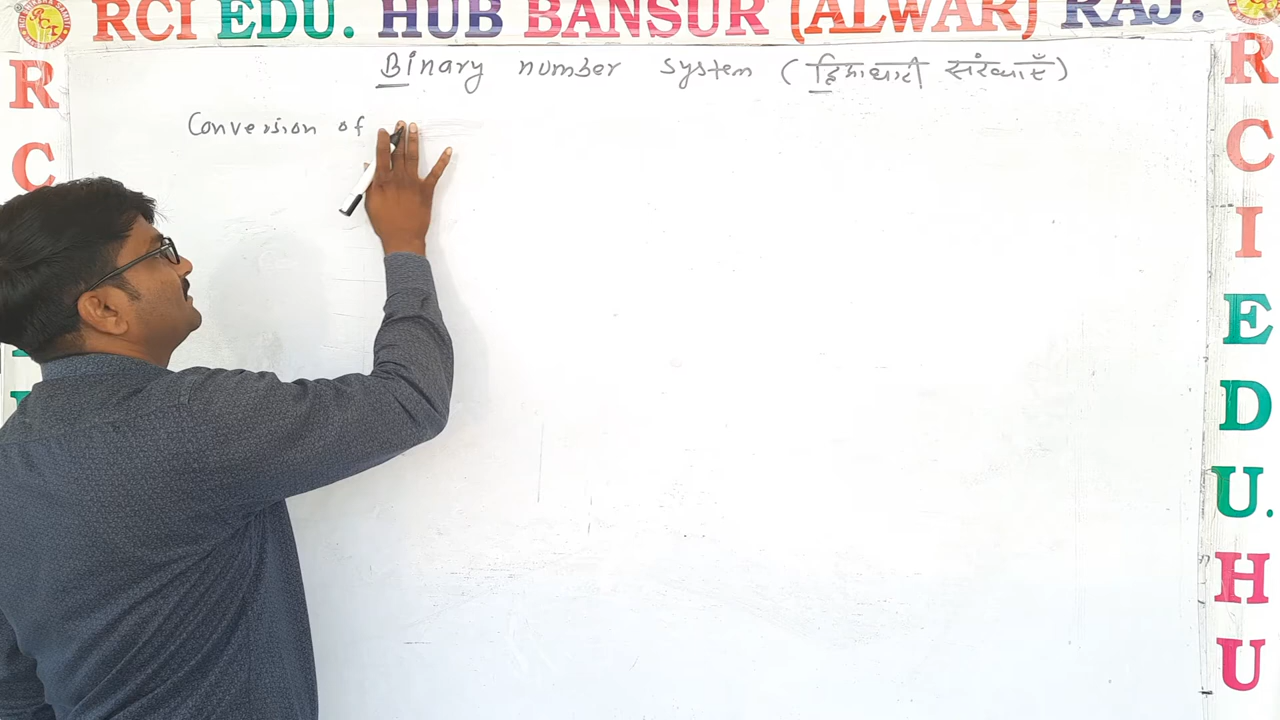 RCI EDU. HUB BANSUR (ALWAR) RAJ.
Binary number system (द्विआधारी संख्याएँ)
Conversion of
R
C
R
C
I
E
D
U.
H
U